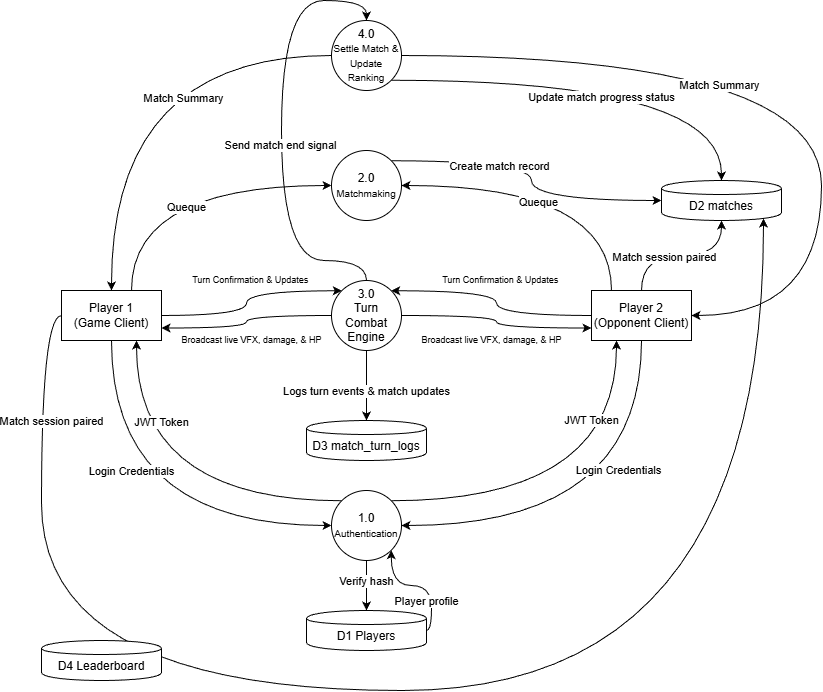 4.0
Settle Match &
Update
Ranking
Match Summary
Match Summary
Update match progress status
Send match end signal
2.0
Matchmaking
Create match record
Queque
Queque
D2 matches
Match session paired
Turn Confirmation & Updates
Turn Confirmation & Updates
Player 1
(Game Client)
3.0
Turn
Combat
Engine
Player 2
(Opponent Client)
Broadcast live VFX, damage, & HP
Broadcast live VFX, damage, & HP
Logs turn events & match updates
Match session paired
JWT Token
JWT Token
D3 match_turn_logs
Login Credentials
Login Credentials
1.0
Authentication
Verify hash
Player profile
D1 Players
D4 Leaderboard